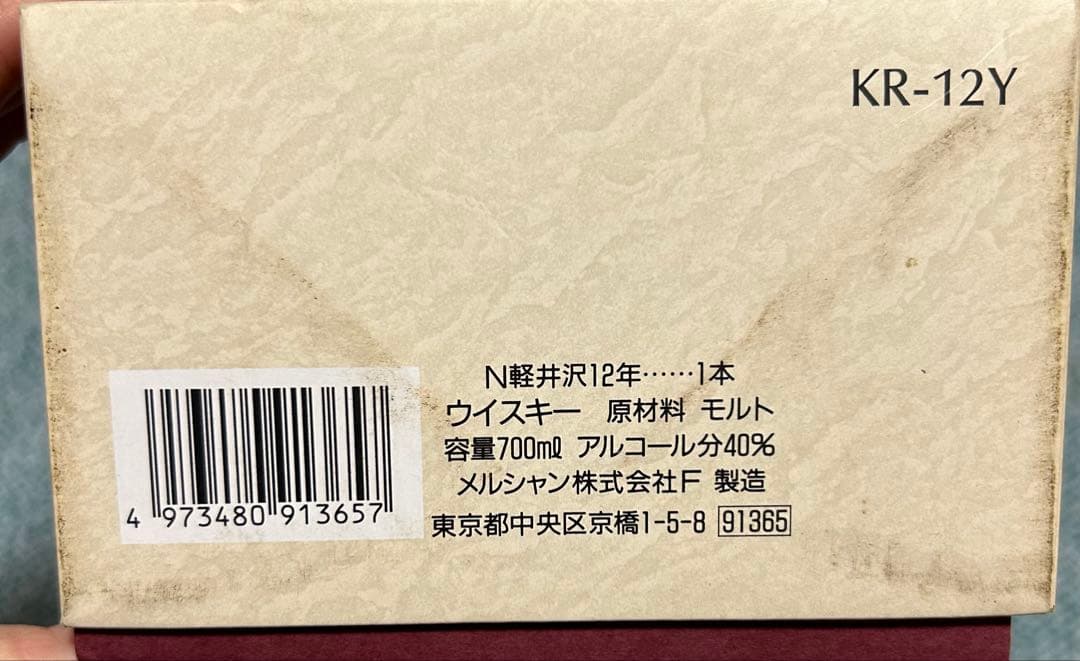 KR-12Y
N軽井沢12年……1本
ウイスキー 原材料 モルト
容量700㎖ アルコール分40%
メルシャン株式会社F 製造
東京都中央区京橋1-5-8 91365
4 973480 913657